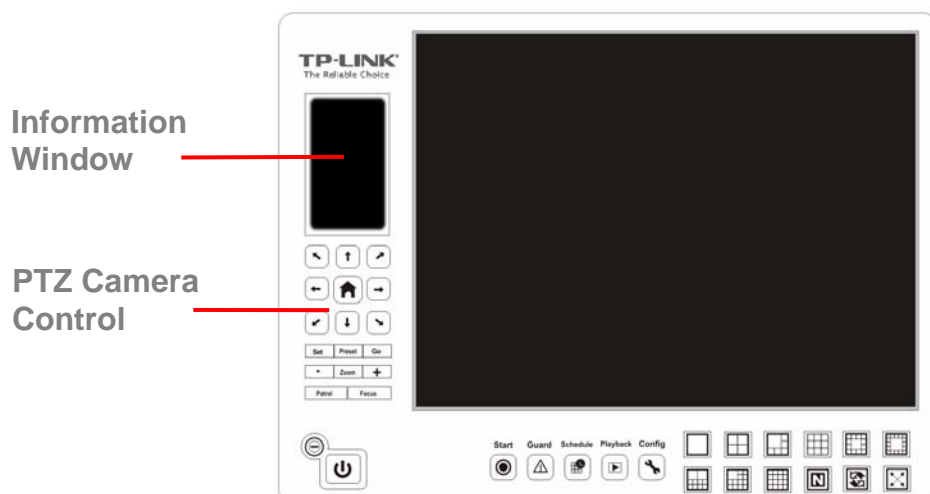 TP-LINK
The Reliable Choice
Information
Window
PTZ Camera
Control
Set Preset Go
- Zoom +
Patrol Focus
Start Guard Schedule Playback Config
N